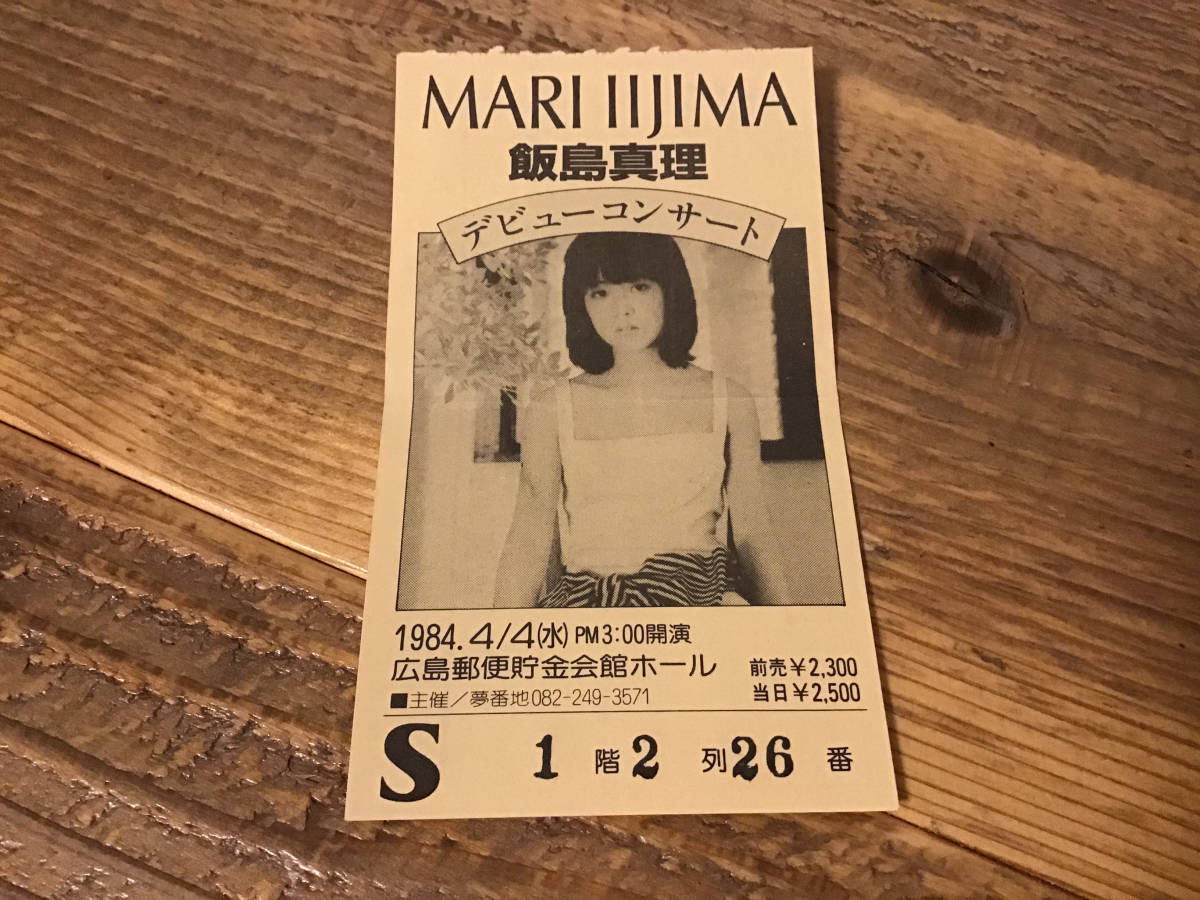 MARI IIJIMA
飯島真理
デビューコンサート
1984. 4/4(水) PM3:00開演
広島郵便貯金会館ホール
前売¥2,300
当日¥2,500
■主催/夢番地082-249-3571
S 1階2列26番